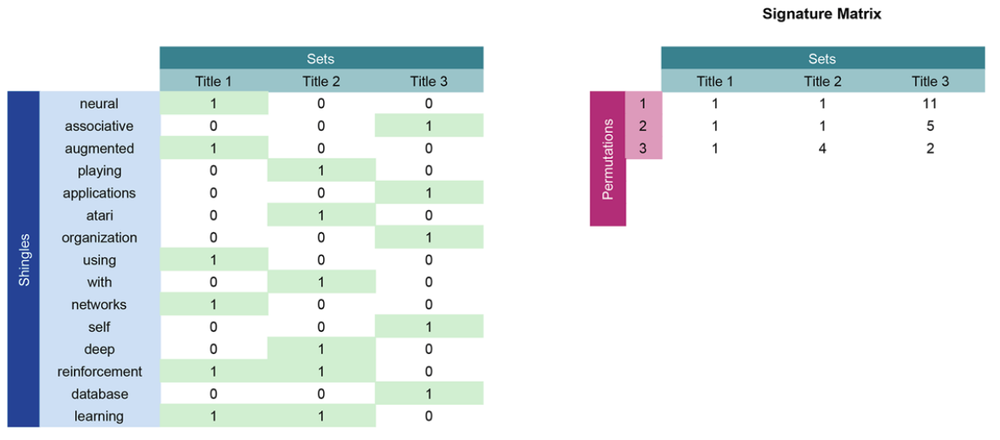 Signature Matrix
Sets Sets
Title 1 Title 2 Title 3 Title 1 Title 2 Title 3
neural 1 0 0 1 1 1 11
associative 0 0 1 2 1 1 5
augmented 1 0 0 3 1 4 2
playing 0 1 0
applications 0 0 1
atari 0 1 0
organization 0 0 1
using 1 0 0
with 0 1 0
networks 1 0 0
self 0 0 1
deep 0 1 0
reinforcement 1 1 0
database 0 0 1
learning 1 1 0
Shingles
Permutations